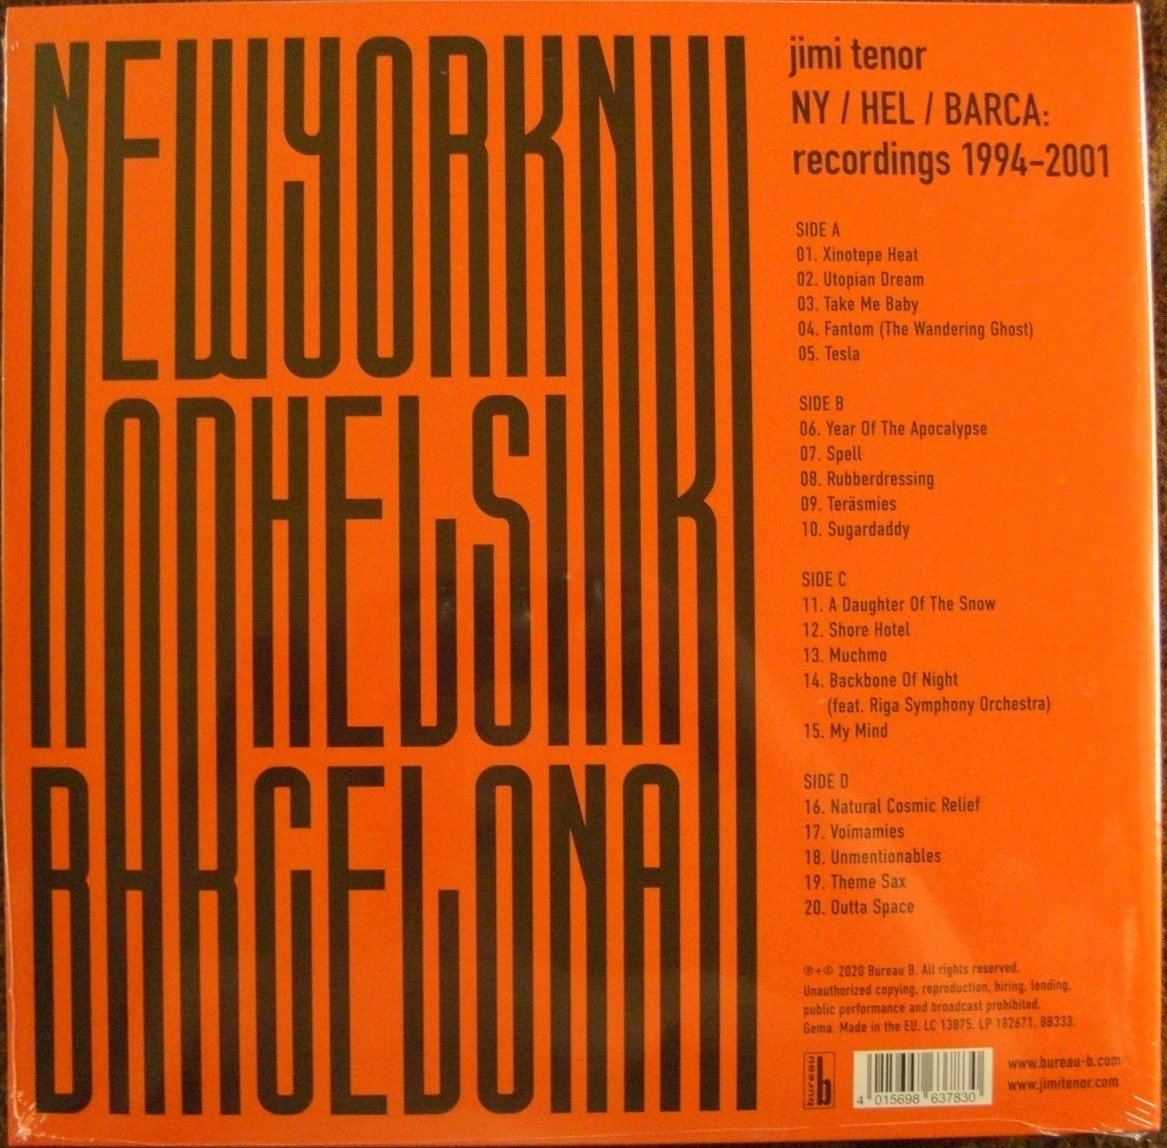 NEWYORK
HELSINKI
BARCELONA
jimi tenor
NY / HEL / BARCA:
recordings 1994-2001
SIDE A
01. Xinotepe Heat
02. Utopian Dream
03. Take Me Baby
04. Fantom (The Wandering Ghost)
05. Tesla
SIDE B
06. Year Of The Apocalypse
07. Spell
08. Rubberdressing
09. Teräsmies
10. Sugardaddy
SIDE C
11. A Daughter Of The Snow
12. Shore Hotel
13. Muchmo
14. Backbone Of Night
(feat. Riga Symphony Orchestra)
15. My Mind
SIDE D
16. Natural Cosmic Relief
17. Voimamies
18. Unmentionables
19. Theme Sax
20. Outta Space
℗+© 2020 Bureau B. All rights reserved.
Unauthorized copying, reproduction, hiring, lending,
public performance and broadcast prohibited.
Gema. Made in the EU. LC 13875. LP 182671. BB333.
bureau b
4 015698 637830
www.bureau-b.com
www.jimitenor.com